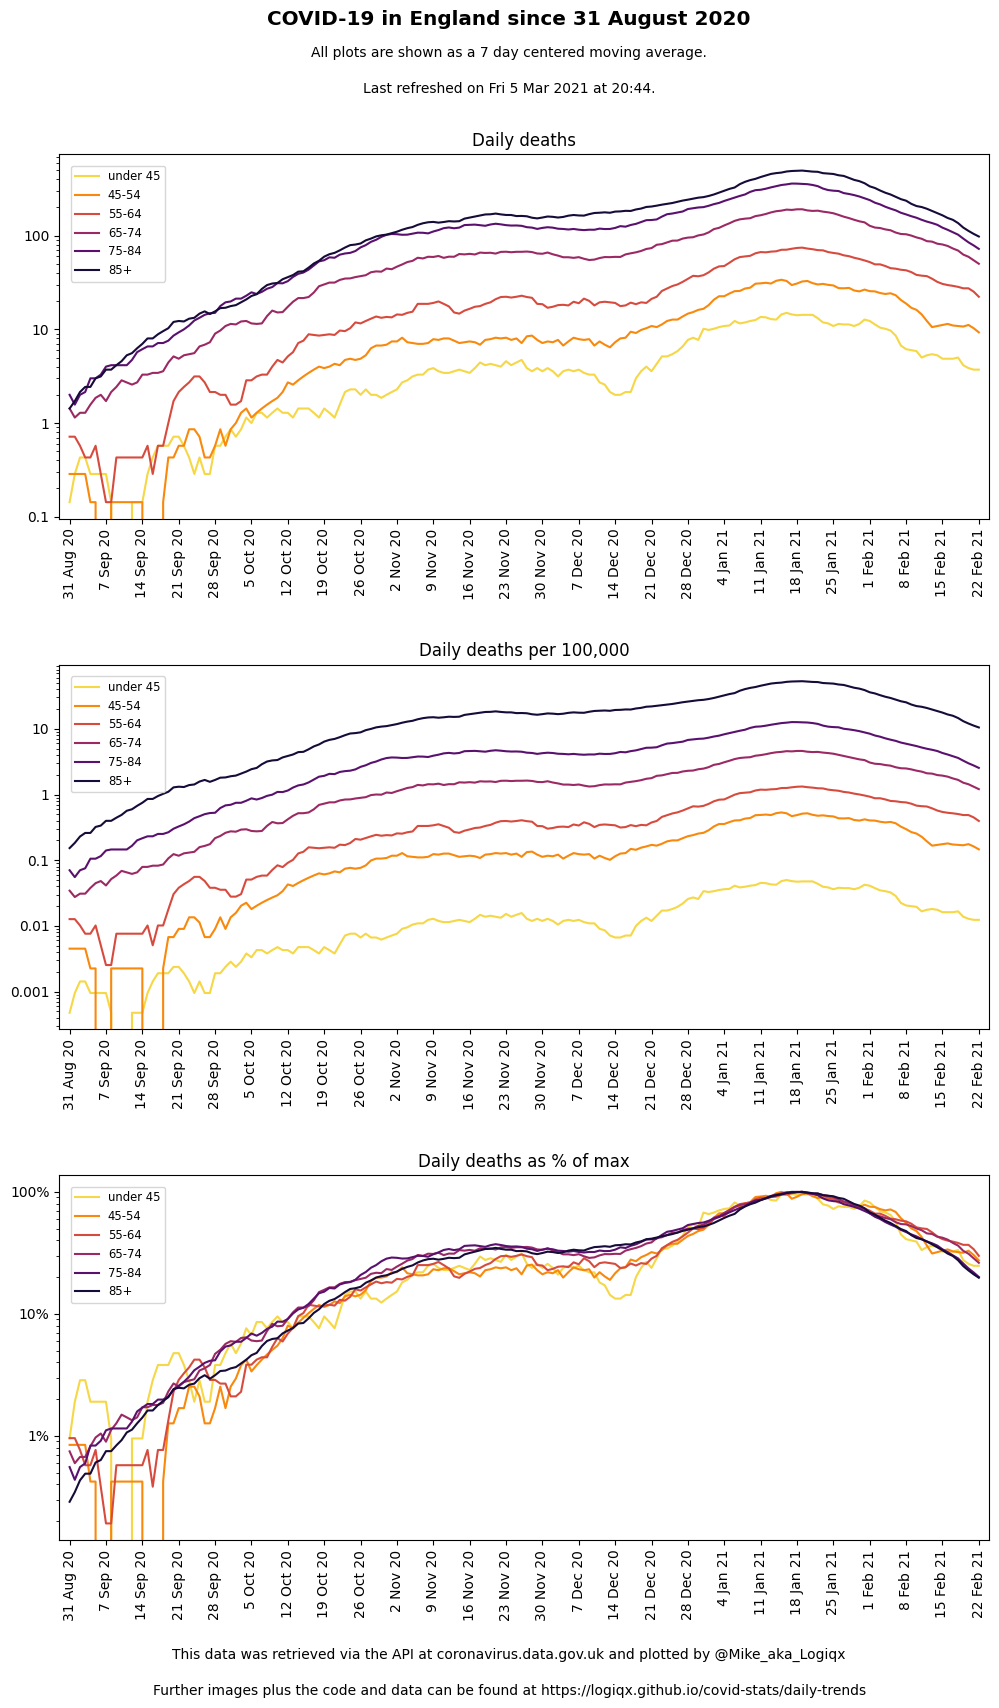 COVID-19 in England since 31 August 2020
All plots are shown as a 7 day centered moving average.
Last refreshed on Fri 5 Mar 2021 at 20:44.
Daily deaths
under 45
45-54
55-64
65-74
75-84
85+
100
10
1
0.1
31 Aug 20
7 Sep 20
14 Sep 20
21 Sep 20
28 Sep 20
5 Oct 20
12 Oct 20
19 Oct 20
26 Oct 20
2 Nov 20
9 Nov 20
16 Nov 20
23 Nov 20
30 Nov 20
7 Dec 20
14 Dec 20
21 Dec 20
28 Dec 20
4 Jan 21
11 Jan 21
18 Jan 21
25 Jan 21
1 Feb 21
8 Feb 21
15 Feb 21
22 Feb 21
Daily deaths per 100,000
under 45
45-54
55-64
65-74
75-84
85+
10
1
0.1
0.01
0.001
31 Aug 20
7 Sep 20
14 Sep 20
21 Sep 20
28 Sep 20
5 Oct 20
12 Oct 20
19 Oct 20
26 Oct 20
2 Nov 20
9 Nov 20
16 Nov 20
23 Nov 20
30 Nov 20
7 Dec 20
14 Dec 20
21 Dec 20
28 Dec 20
4 Jan 21
11 Jan 21
18 Jan 21
25 Jan 21
1 Feb 21
8 Feb 21
15 Feb 21
22 Feb 21
Daily deaths as % of max
under 45
45-54
55-64
65-74
75-84
85+
100%
10%
1%
31 Aug 20
7 Sep 20
14 Sep 20
21 Sep 20
28 Sep 20
5 Oct 20
12 Oct 20
19 Oct 20
26 Oct 20
2 Nov 20
9 Nov 20
16 Nov 20
23 Nov 20
30 Nov 20
7 Dec 20
14 Dec 20
21 Dec 20
28 Dec 20
4 Jan 21
11 Jan 21
18 Jan 21
25 Jan 21
1 Feb 21
8 Feb 21
15 Feb 21
22 Feb 21
This data was retrieved via the API at coronavirus.data.gov.uk and plotted by @Mike_aka_Logiqx
Further images plus the code and data can be found at https://logiqx.github.io/covid-stats/daily-trends